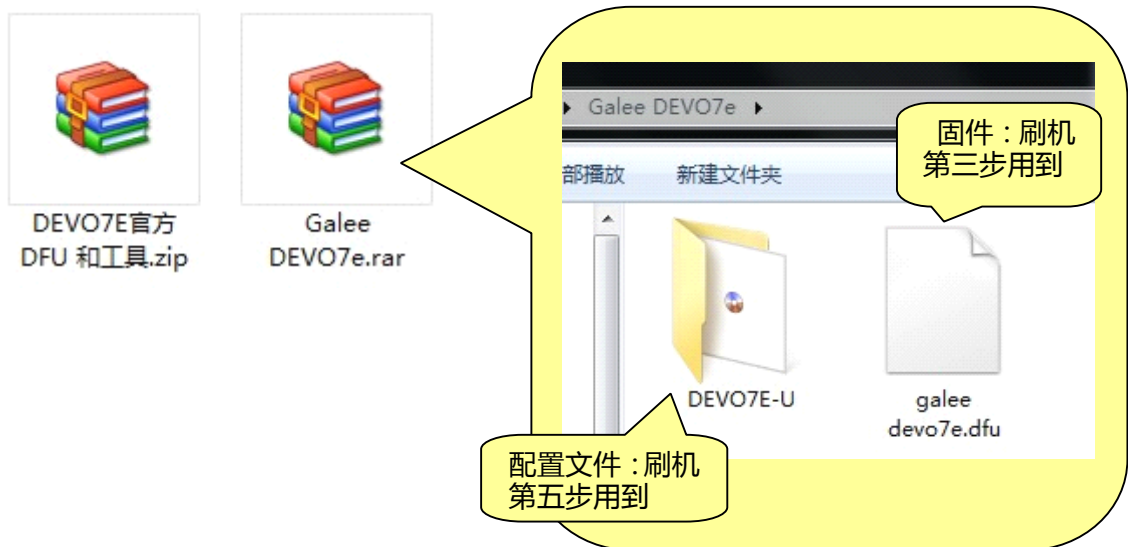 DEVO7E官方
DFU 和工具.zip
Galee
DEVO7e.rar
Galee DEVO7e
固件：刷机
第三步用到
部播放 新建文件夹
DEVO7E-U
galee
devo7e.dfu
配置文件：刷机
第五步用到